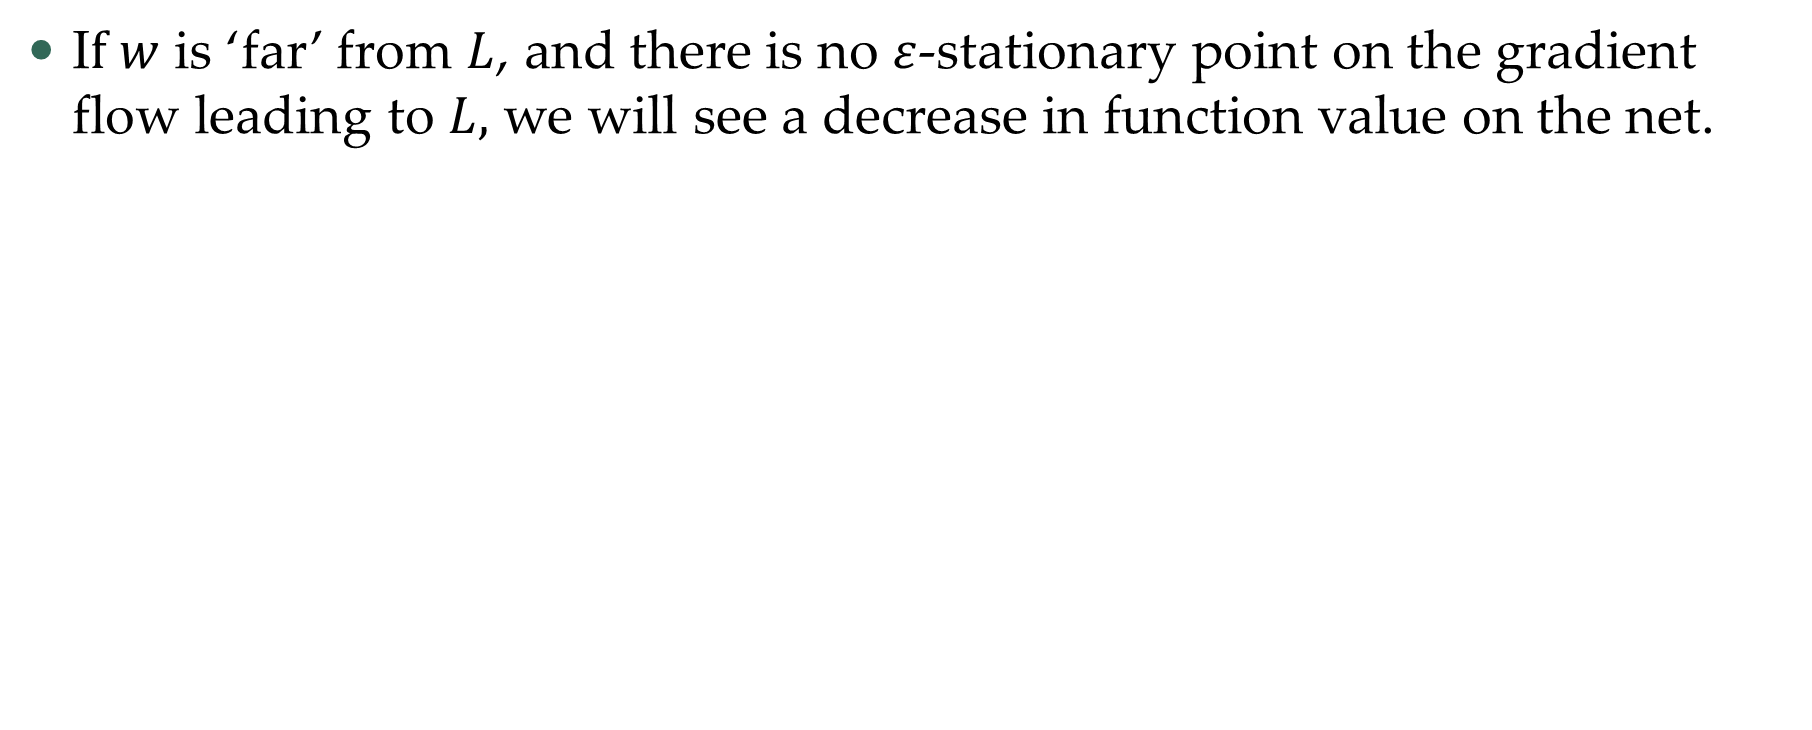 • If w is ‘far’ from L, and there is no ε-stationary point on the gradient
flow leading to L, we will see a decrease in function value on the net.